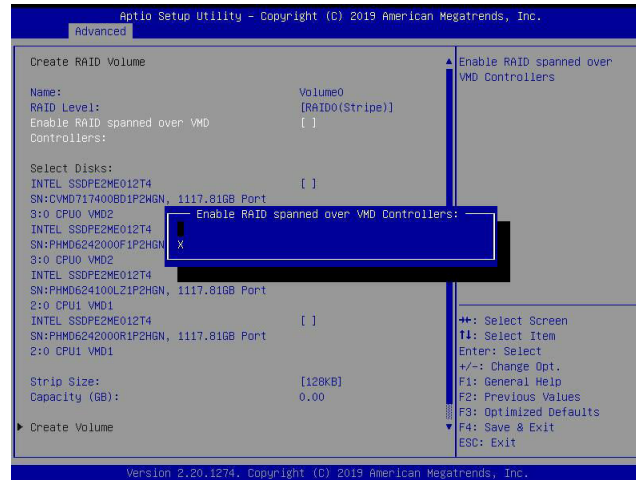 Aptio Setup Utility – Copyright (C) 2019 American Megatrends, Inc.
Advanced
Create RAID Volume
Name: Volume0
RAID Level: [RAID0(Stripe)]
Enable RAID spanned over VMD [ ]
Controllers:
Select Disks:
INTEL SSDPE2ME012T4 [ ]
SN:CVMD717400BD1P2WGN, 1117.81GB Port
3:0 CPU0 VMD2
INTEL SSDPE2ME012T4
SN:PHMD6242000F1P2HGN
3:0 CPU0 VMD2
INTEL SSDPE2ME012T4
SN:PHMD624100LZ1P2HGN, 1117.81GB Port
2:0 CPU1 VMD1
INTEL SSDPE2ME012T4 [ ]
SN:PHMD6242000R1P2HGN, 1117.81GB Port
2:0 CPU1 VMD1
Strip Size: [128KB]
Capacity (GB): 0.00
Create Volume
Enable RAID spanned over VMD Controllers:
X
Enable RAID spanned over
VMD Controllers
→←: Select Screen
↑↓: Select Item
Enter: Select
+/-: Change Opt.
F1: General Help
F2: Previous Values
F3: Optimized Defaults
F4: Save & Exit
ESC: Exit
Version 2.20.1274. Copyright (C) 2019 American Megatrends, Inc.